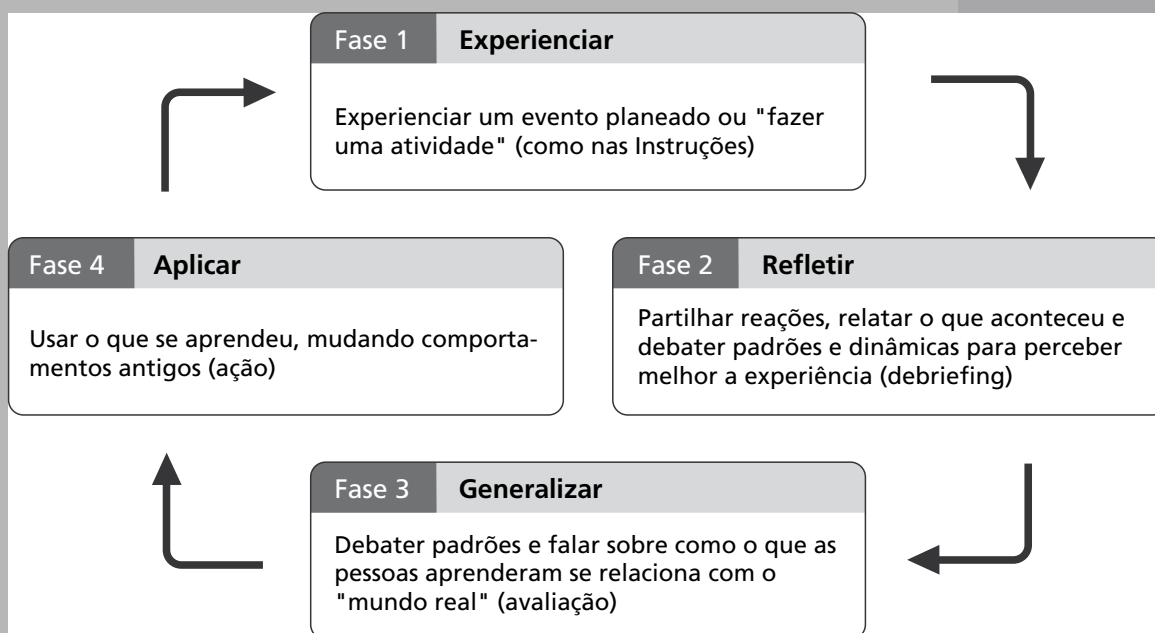 Fase 1 Experienciar
Experienciar um evento planeado ou "fazer
uma atividade" (como nas Instruções)
Fase 2 Refletir
Partilhar reações, relatar o que aconteceu e
debater padrões e dinâmicas para perceber
melhor a experiência (debriefing)
Fase 3 Generalizar
Debater padrões e falar sobre como o que as
pessoas aprenderam se relaciona com o
"mundo real" (avaliação)
Fase 4 Aplicar
Usar o que se aprendeu, mudando comporta-
mentos antigos (ação)